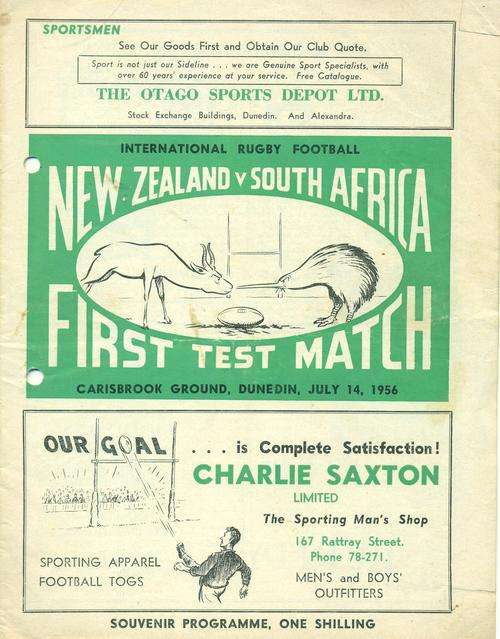 SPORTSMEN
See Our Goods First and Obtain Our Club Quote.
Sport is not just our Sideline . . . we are Genuine Sport Specialists, with
over 60 years' experience at your service. Free Catalogue.
THE OTAGO SPORTS DEPOT LTD.
Stock Exchange Buildings, Dunedin. And Alexandra.
INTERNATIONAL RUGBY FOOTBALL
NEW ZEALAND v SOUTH AFRICA
FIRST TEST MATCH
CARISBROOK GROUND, DUNEDIN, JULY 14, 1956
OUR GOAL . . . is Complete Satisfaction!
CHARLIE SAXTON
LIMITED
The Sporting Man's Shop
167 Rattray Street.
Phone 78-271.
SPORTING APPAREL
FOOTBALL TOGS
MEN'S and BOYS'
OUTFITTERS
SOUVENIR PROGRAMME, ONE SHILLING